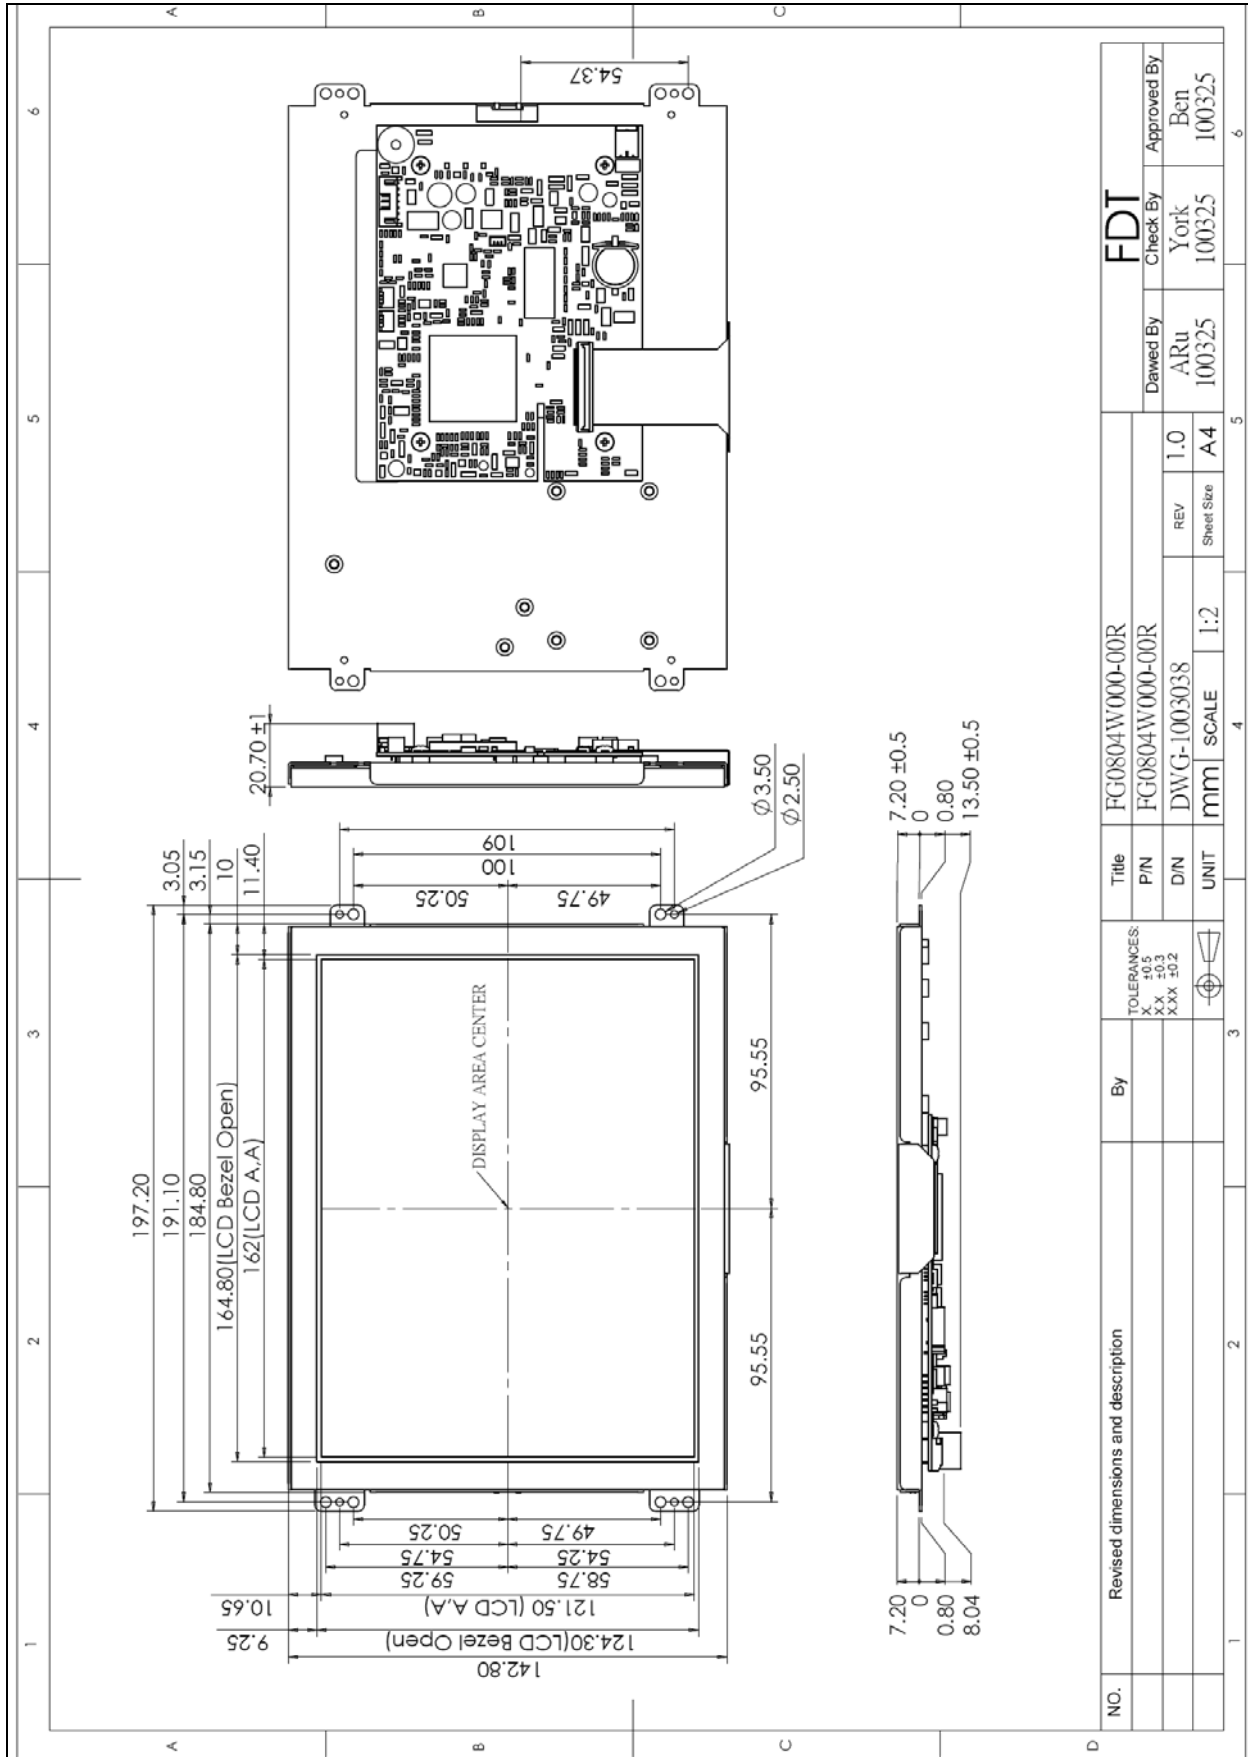 A
B
C
6
5
4
3
2
1
54.37
20.70 ±1
197.20
191.10
184.80
164.80(LCD Bezel Open)
162(LCD A,A)
3.05
3.15
10
11.40
109
100
50.25
49.75
Ø3.50
Ø2.50
DISPLAY AREA CENTER
95.55
95.55
50.25
49.75
54.75
54.25
59.25
58.75
10.65
121.50 (LCD A,A)
9.25
124.30(LCD Bezel Open)
142.80
7.20 ±0.5
0
0.80
13.50 ±0.5
7.20
0
0.80
8.04
A
B
C
D
6
5
4
3
2
1
NO.
Revised dimensions and description
By
TOLERANCES:
X. ±0.5
X.X ±0.3
X.XX ±0.2
Title FG0804W000-00R
P/N FG0804W000-00R
D/N DWG-1003038
REV 1.0
UNIT mm SCALE 1:2
Sheet Size A4
FDT
Dawed By Check By Approved By
ARu York Ben
100325 100325 100325